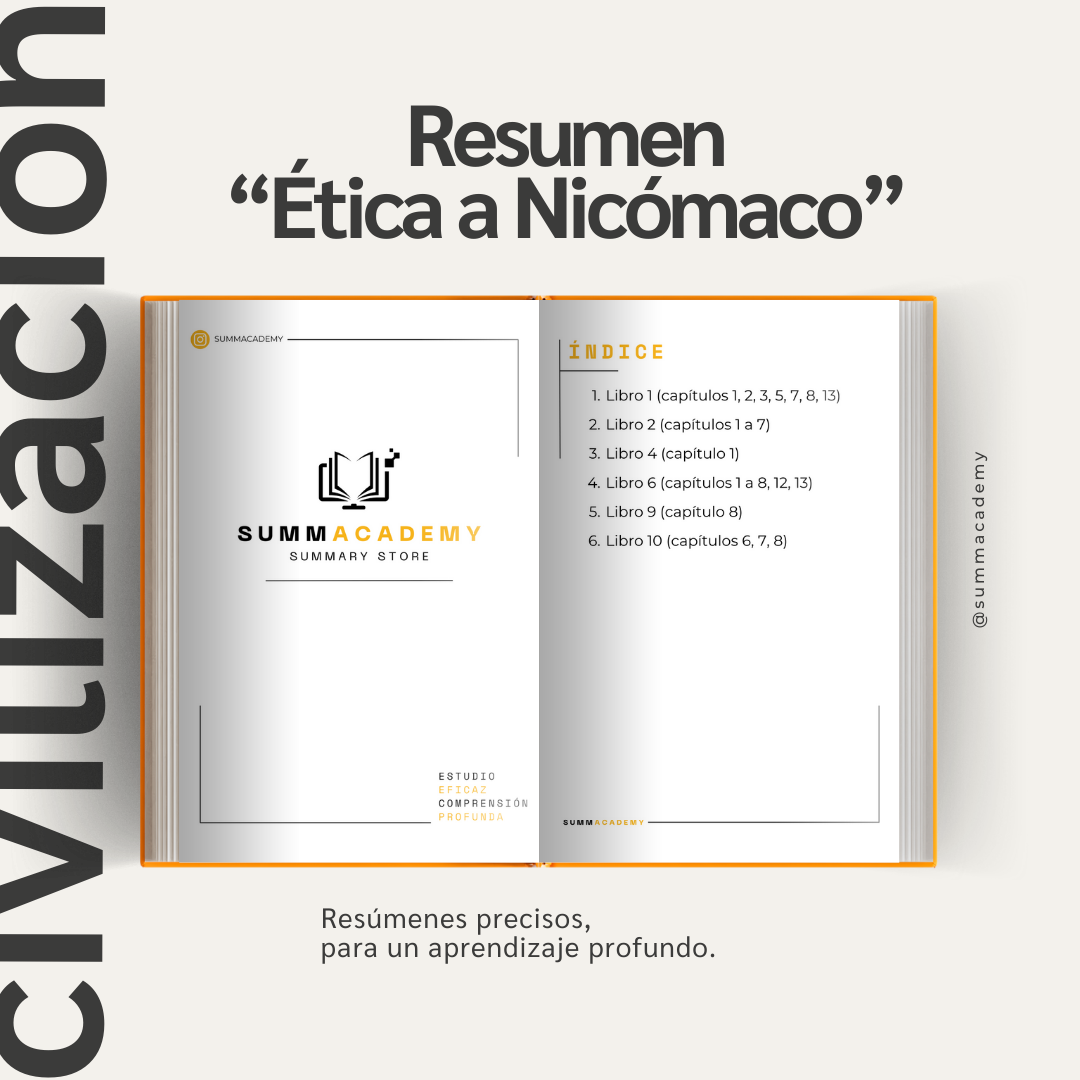 civilización
Resumen
“Ética a Nicómaco”
SUMMACADEMY
SUMMACADEMY
SUMMARY STORE
ESTUDIO
EFICAZ
COMPRENSIÓN
PROFUNDA
ÍNDICE
1. Libro 1 (capítulos 1, 2, 3, 5, 7, 8, 13)
2. Libro 2 (capítulos 1 a 7)
3. Libro 4 (capítulo 1)
4. Libro 6 (capítulos 1 a 8, 12, 13)
5. Libro 9 (capítulo 8)
6. Libro 10 (capítulos 6, 7, 8)
SUMMACADEMY
@summacademy
Resúmenes precisos,
para un aprendizaje profundo.